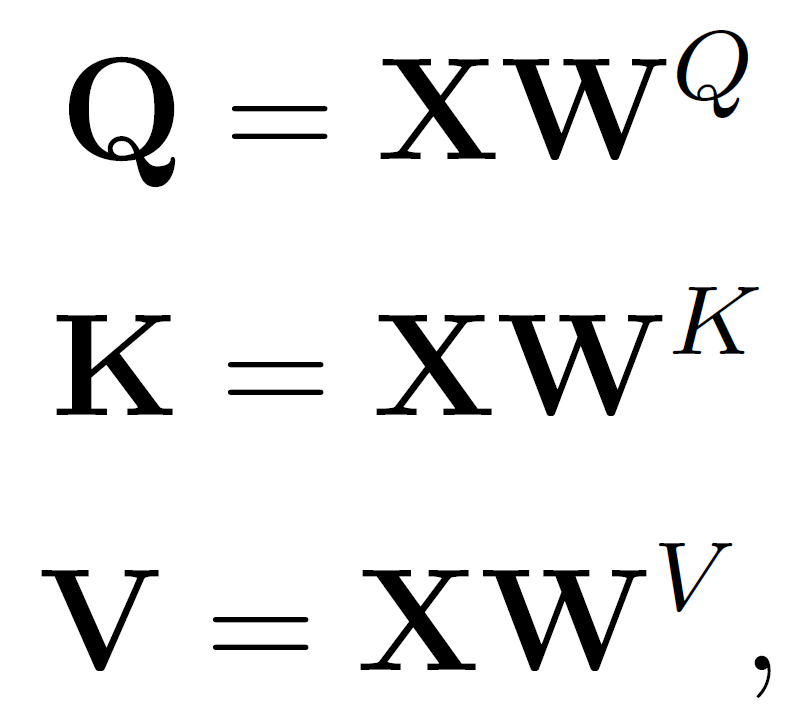 Q = XW^Q
K = XW^K
V = XW^V,